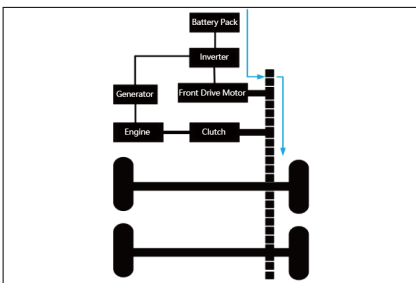 Battery Pack
Inverter
Generator
Front Drive Motor
Engine
Clutch